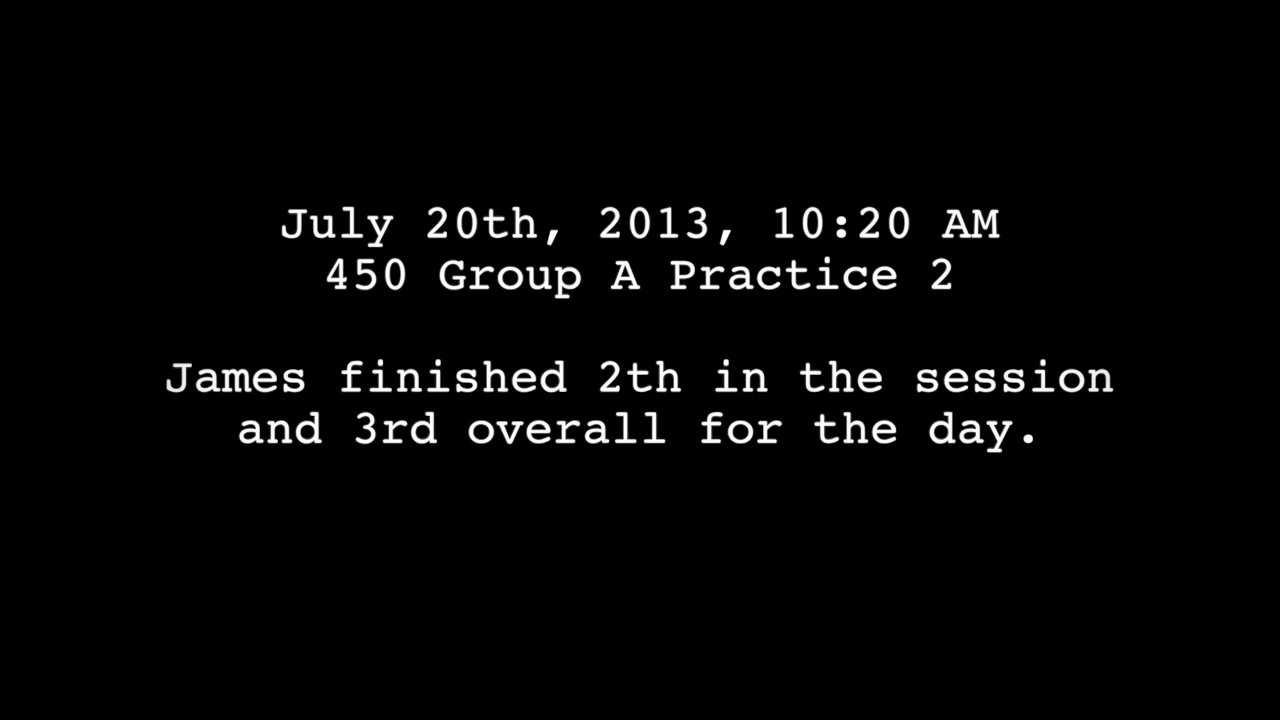 July 20th, 2013, 10:20 AM
450 Group A Practice 2
James finished 2th in the session
and 3rd overall for the day.